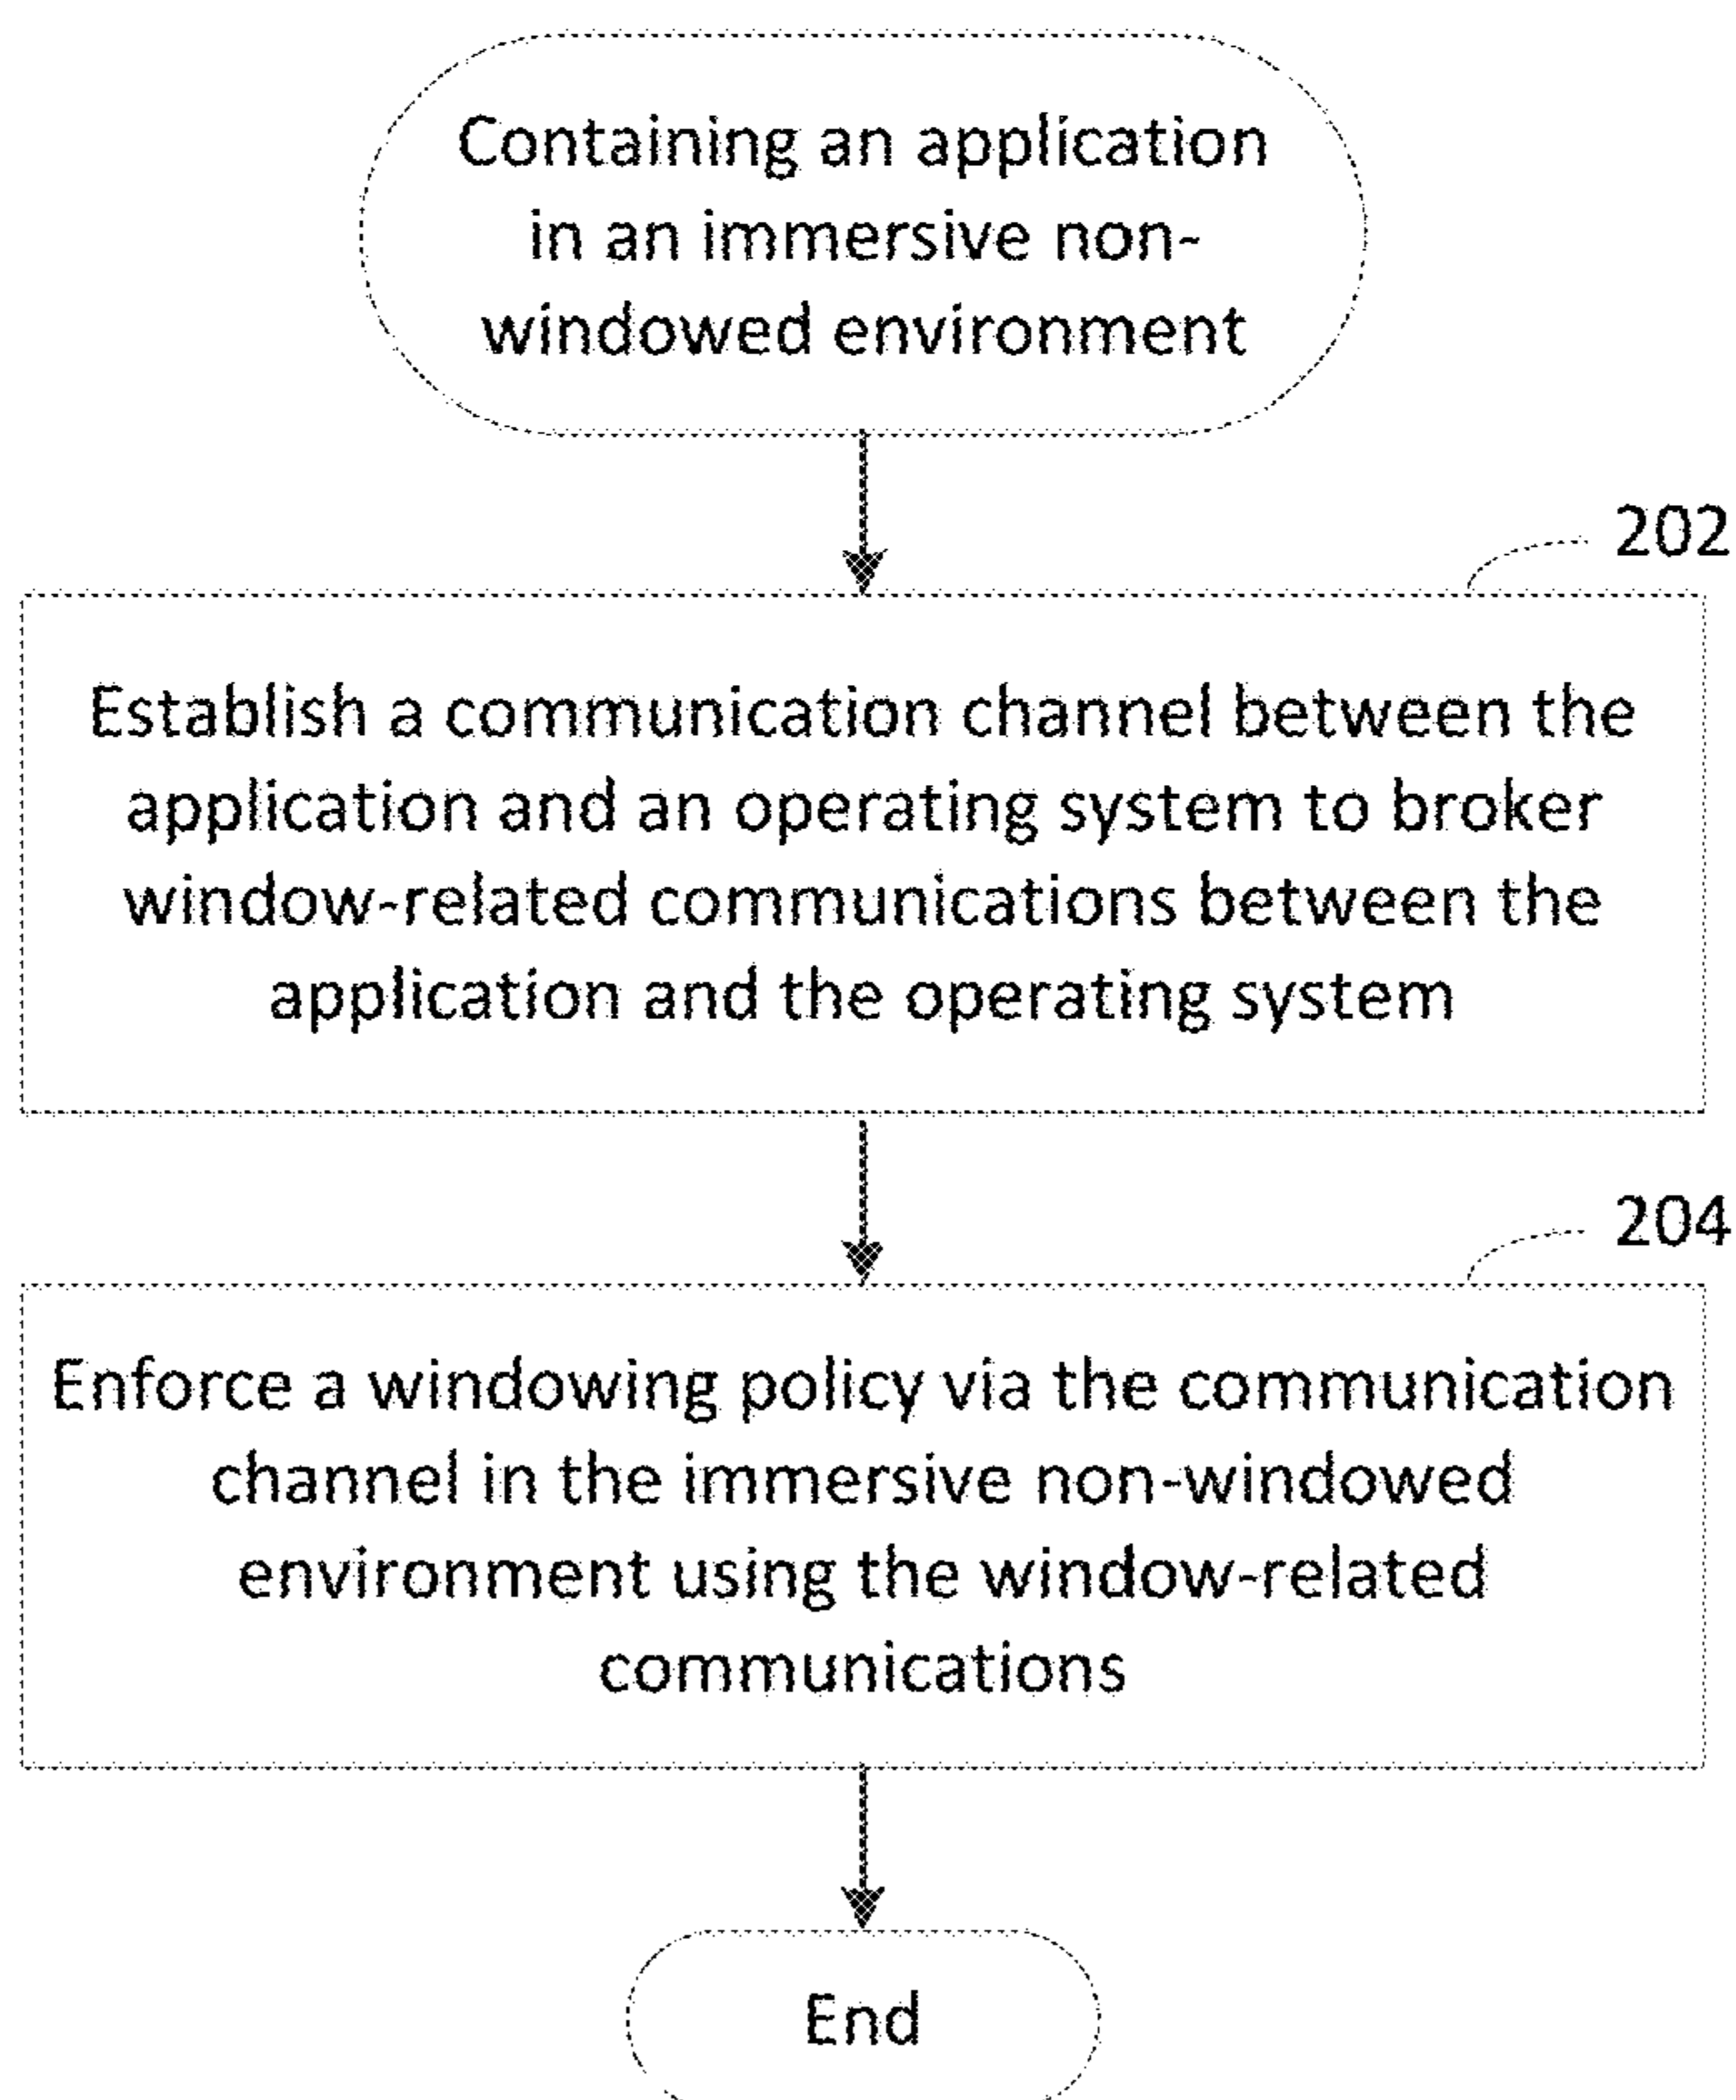 Containing an application
in an immersive non-
windowed environment
202
Establish a communication channel between the
application and an operating system to broker
window-related communications between the
application and the operating system
204
Enforce a windowing policy via the communication
channel in the immersive non-windowed
environment using the window-related
communications
End